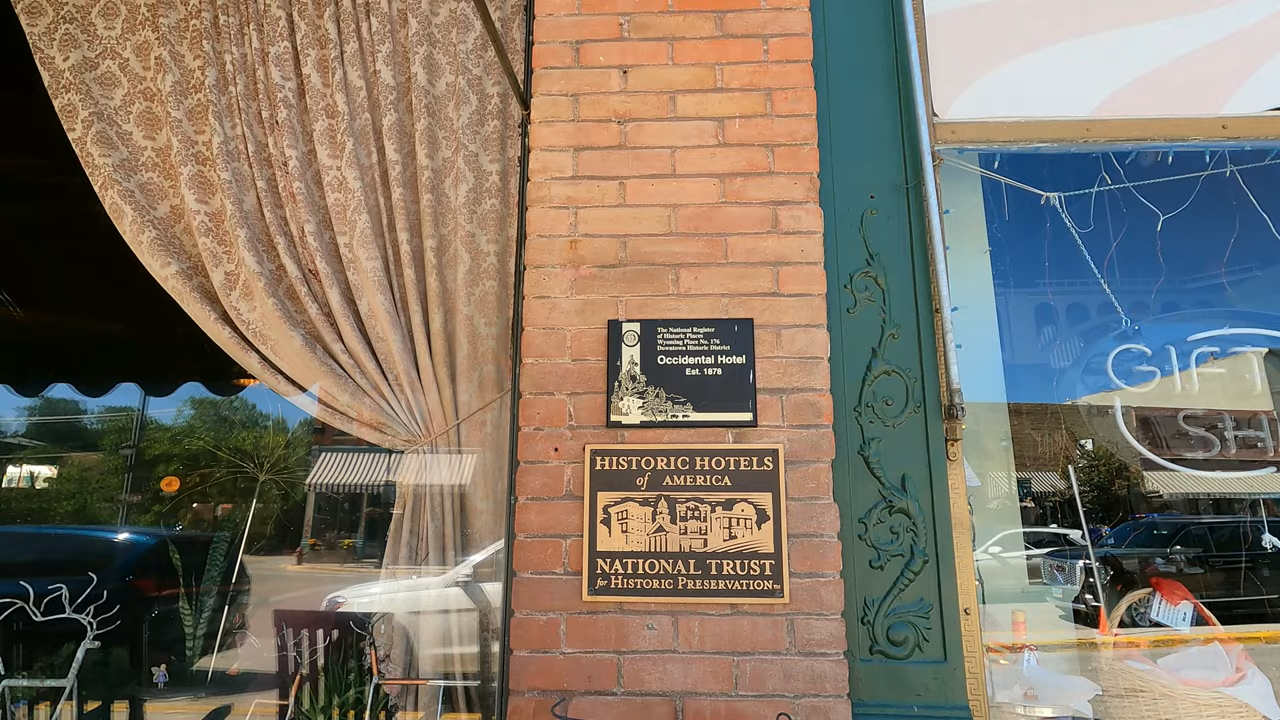 The National Register
of Historic Places
Wyoming Place No. 176
Downtown Historic District
Occidental Hotel
Est. 1878
HISTORIC HOTELS
of AMERICA
NATIONAL TRUST
for HISTORIC PRESERVATION
GIFT
SH